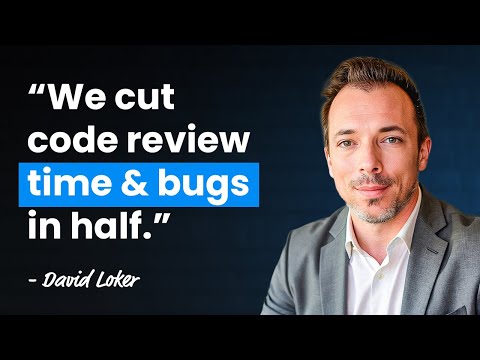 “We cut
code review
time & bugs
in half.”
- David Loker